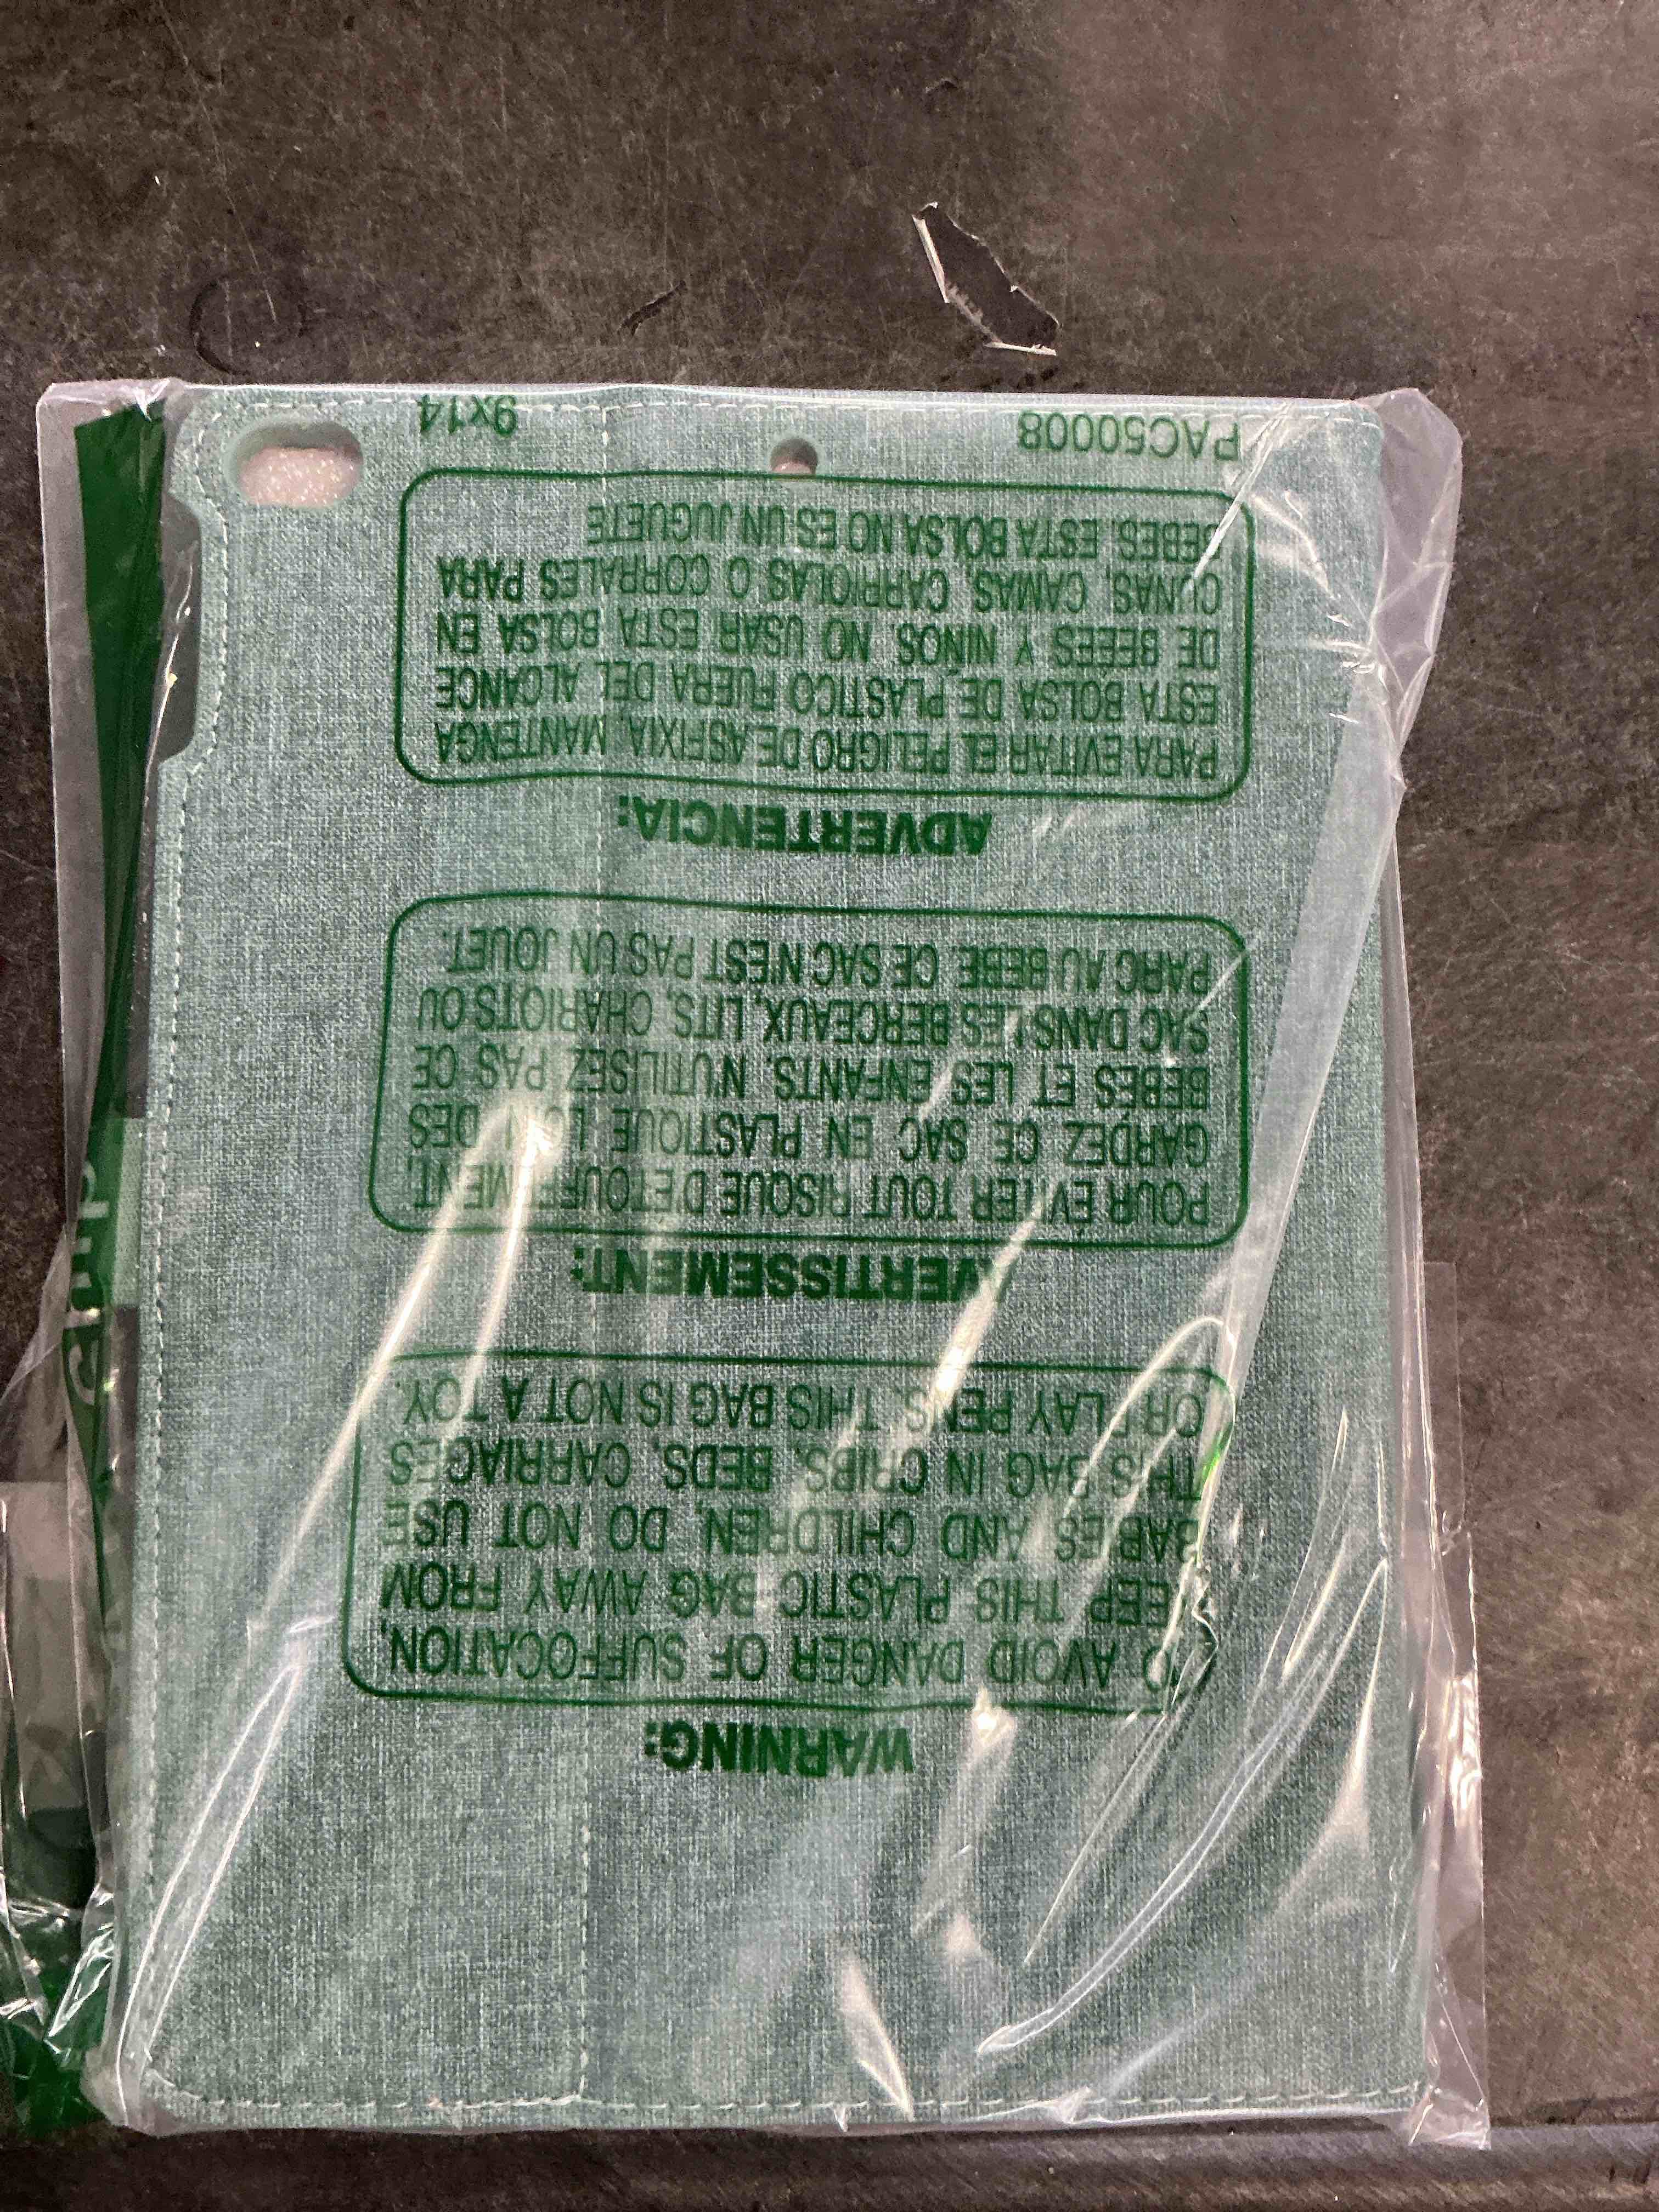 WARNING:
O AVOID DANGER OF SUFFOCATION,
EEP THIS PLASTIC BAG AWAY FROM
BABIES AND CHILDREN, DO NOT USE
THIS BAG IN CRIBS, BEDS, CARRIAGES
OR PLAY PENS. THIS BAG IS NOT A TOY.
VERTISSEMENT:
POUR EVITER TOUT RISQUE D'ETOUFFEMENT
GARDEZ CE SAC EN PLASTIQUE LOIN DES
BEBES ET LES ENFANTS. N'UTILISEZ PAS CE
SAC DANS LES BERCEAUX, LITS, CHARIOTS OU
PARC AU BEBE. CE SAC N'EST PAS UN JOUET.
ADVERTENCIA:
PARA EVITAR EL PELIGRO DE ASFIXIA, MANTENGA
ESTA BOLSA DE PLASTICO FUERA DEL ALCANCE
DE BEBES Y NIÑOS. NO USAR ESTA BOLSA EN
CUNAS, CAMAS, CARRIOLAS O CORRALES PARA
BEBES. ESTA BOLSA NO ES UN JUGUETE
PAC50008 9x14